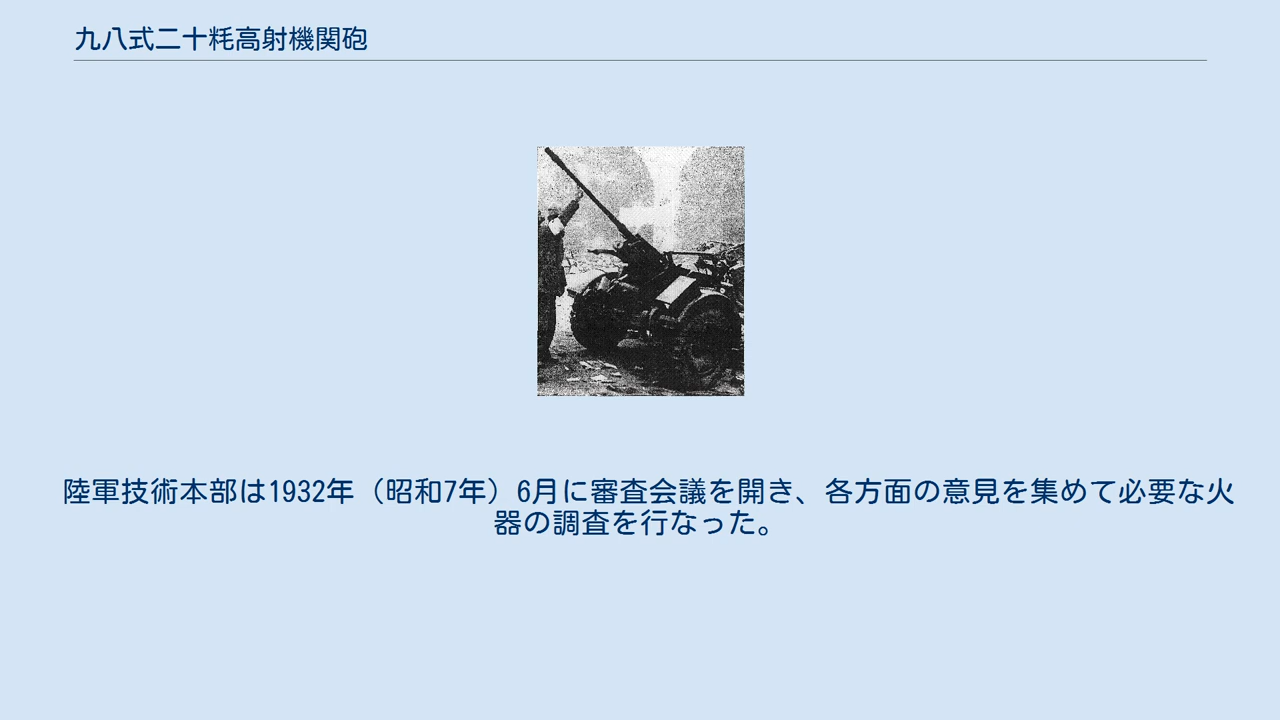 九八式二十粍高射機関砲
陸軍技術本部は1932年（昭和7年）6月に審査会議を開き、各方面の意見を集めて必要な火
器の調査を行なった。